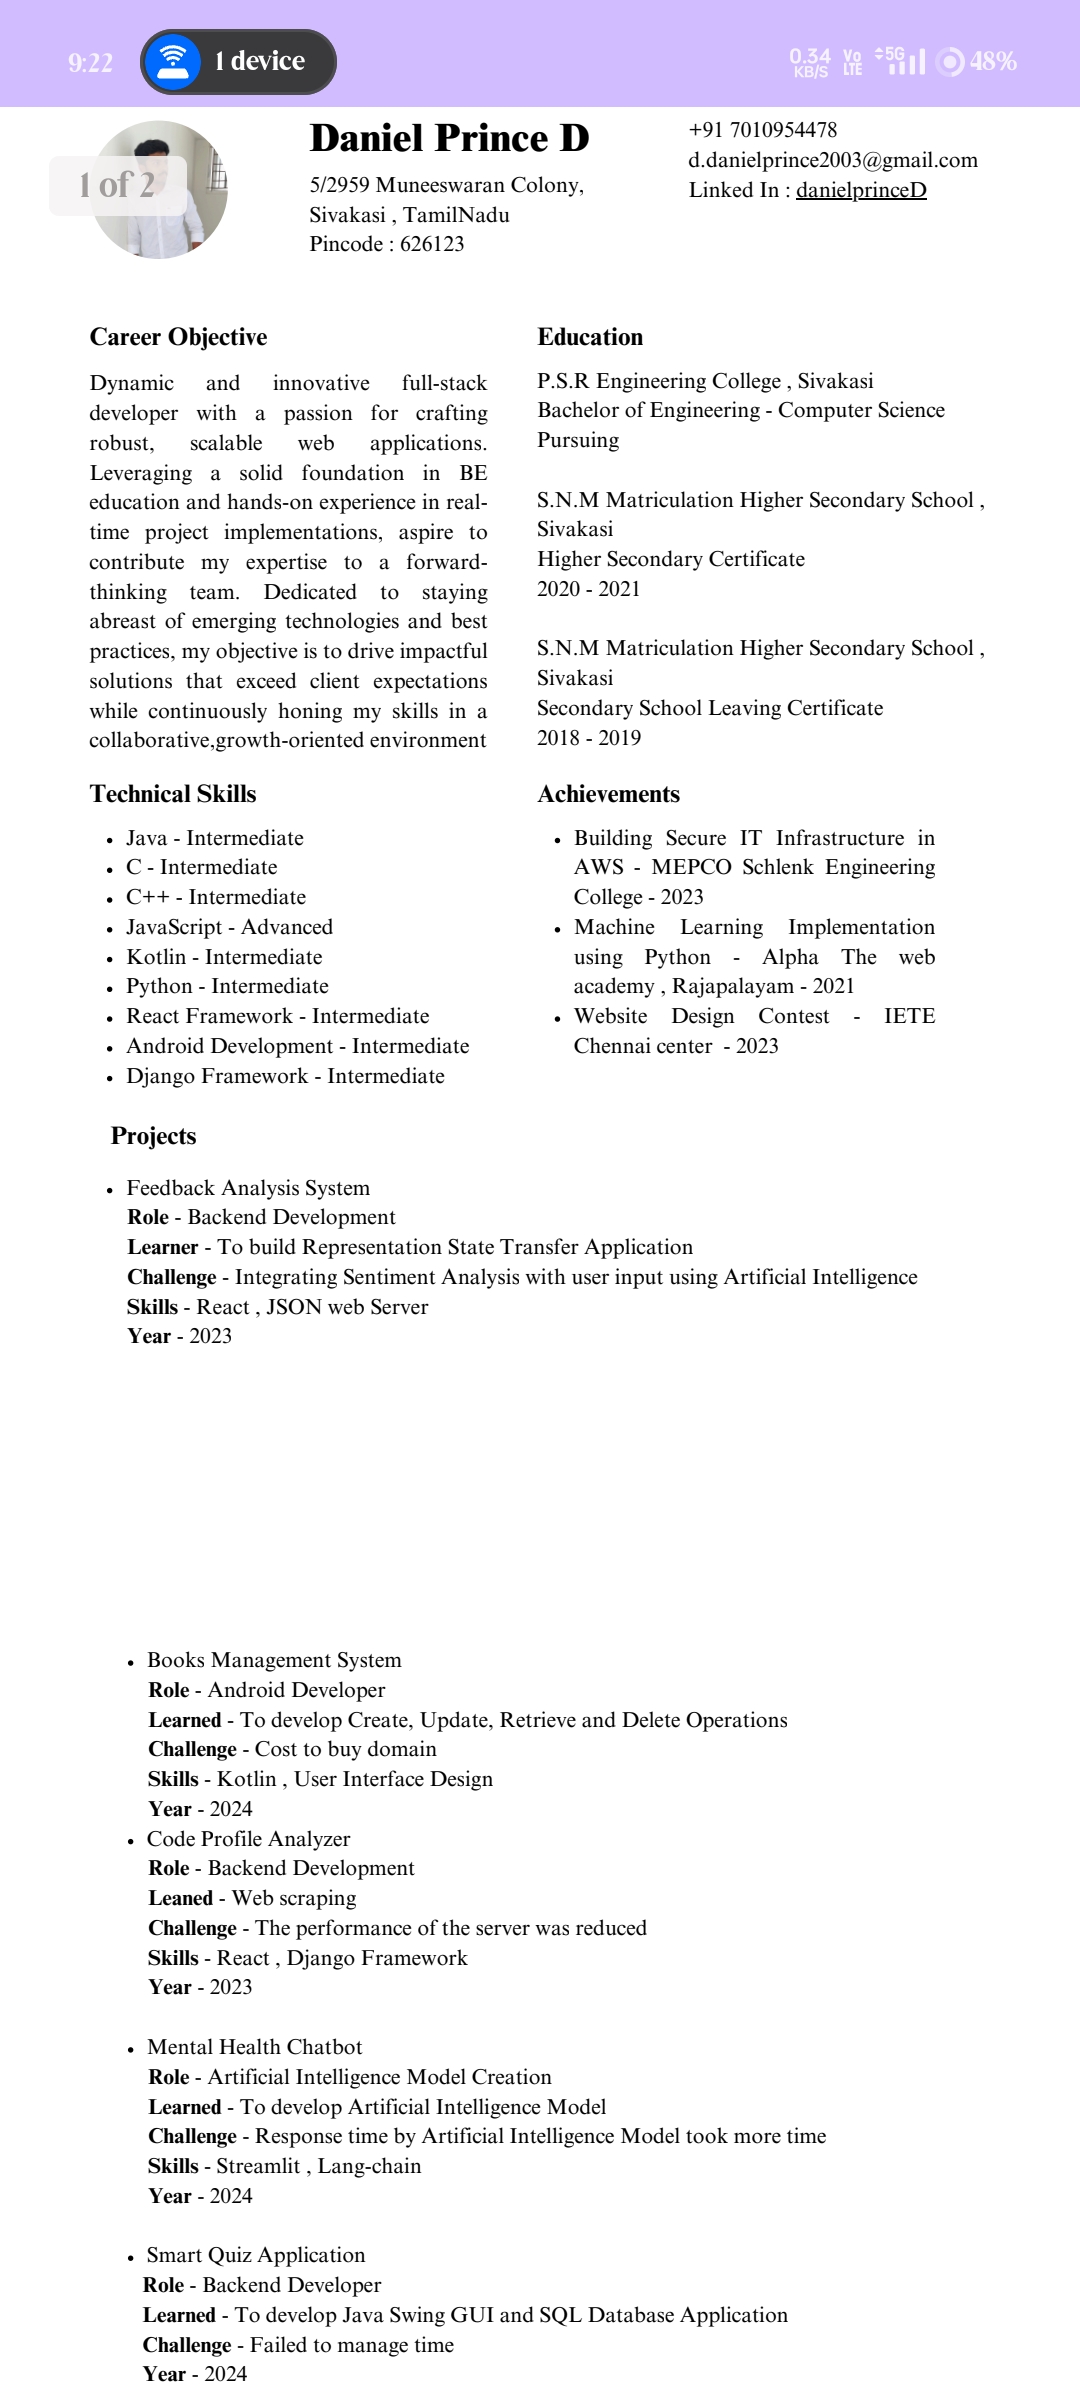 9:22
1 device
0.34
KB/S
Vo
LTE
5G
48%
1 of 2
Daniel Prince D
5/2959 Muneeswaran Colony,
Sivakasi , TamilNadu
Pincode : 626123
+91 7010954478
d.danielprince2003@gmail.com
Linked In : danielprinceD
Career Objective
Dynamic and innovative full-stack
developer with a passion for crafting
robust, scalable web applications.
Leveraging a solid foundation in BE
education and hands-on experience in real-
time project implementations, aspire to
contribute my expertise to a forward-
thinking team. Dedicated to staying
abreast of emerging technologies and best
practices, my objective is to drive impactful
solutions that exceed client expectations
while continuously honing my skills in a
collaborative,growth-oriented environment
Education
P.S.R Engineering College , Sivakasi
Bachelor of Engineering - Computer Science
Pursuing
S.N.M Matriculation Higher Secondary School ,
Sivakasi
Higher Secondary Certificate
2020 - 2021
S.N.M Matriculation Higher Secondary School ,
Sivakasi
Secondary School Leaving Certificate
2018 - 2019
Technical Skills
• Java - Intermediate
• C - Intermediate
• C++ - Intermediate
• JavaScript - Advanced
• Kotlin - Intermediate
• Python - Intermediate
• React Framework - Intermediate
• Android Development - Intermediate
• Django Framework - Intermediate
Achievements
• Building Secure IT Infrastructure in
AWS - MEPCO Schlenk Engineering
College - 2023
• Machine Learning Implementation
using Python - Alpha The web
academy , Rajapalayam - 2021
• Website Design Contest - IETE
Chennai center - 2023
Projects
• Feedback Analysis System
Role - Backend Development
Learner - To build Representation State Transfer Application
Challenge - Integrating Sentiment Analysis with user input using Artificial Intelligence
Skills - React , JSON web Server
Year - 2023
• Books Management System
Role - Android Developer
Learned - To develop Create, Update, Retrieve and Delete Operations
Challenge - Cost to buy domain
Skills - Kotlin , User Interface Design
Year - 2024
• Code Profile Analyzer
Role - Backend Development
Leaned - Web scraping
Challenge - The performance of the server was reduced
Skills - React , Django Framework
Year - 2023
• Mental Health Chatbot
Role - Artificial Intelligence Model Creation
Learned - To develop Artificial Intelligence Model
Challenge - Response time by Artificial Intelligence Model took more time
Skills - Streamlit , Lang-chain
Year - 2024
• Smart Quiz Application
Role - Backend Developer
Learned - To develop Java Swing GUI and SQL Database Application
Challenge - Failed to manage time
Year - 2024